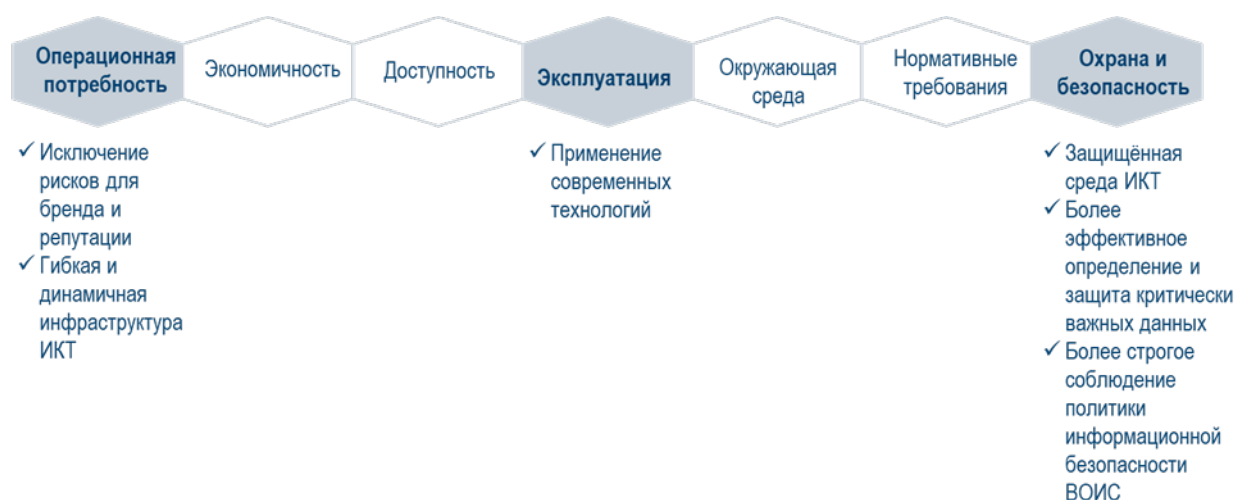 Операционная
потребность
Экономичность
Доступность
Эксплуатация
Окружающая
среда
Нормативные
требования
Охрана и
безопасность
✓ Исключение
рисков для
бренда и
репутации
✓ Гибкая и
динамичная
инфраструктура
ИКТ
✓ Применение
современных
технологий
✓ Защищённая
среда ИКТ
✓ Более
эффективное
определение и
защита критически
важных данных
✓ Более строгое
соблюдение
политики
информационной
безопасности
ВОИС